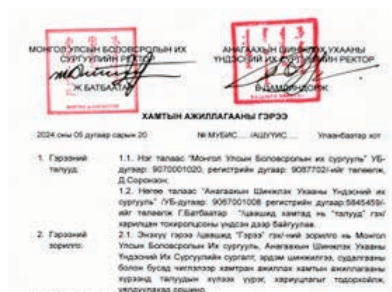 МОНГОЛ УЛСЫН БОЛОВСРОЛЫН ИХ
СУРГУУЛИЙН РЕКТОР
Ж.БАТБААТАР
АНАГААХЫН ШИНЖЛЭХ УХААНЫ
ҮНДЭСНИЙ ИХ СУРГУУЛИЙН РЕКТОР
ХАМТЫН АЖИЛЛАГААНЫ ГЭРЭЭ
2024 оны 05 дугаар сарын 20 № МУБИС.... /АШУҮИС.... Улаанбаатар хот
1. Гэрээний талууд:
1.1. Нэг талаас "Монгол Улсын Боловсролын их сургууль" УБ-
дугаар: 9070001020, регистрийн дугаар: 9087702/-ийг төлөөлж,
Д.Соронзон;
1.2. Нөгөө талаас "Анагаахын Шинжлэх Ухааны Үндэсний их
сургууль" /УБ-дугаар: 9067001008 регистрийн дугаар:5845459/-
ийг төлөөлж Г.Батбаатар /цаашид хамтад нь "талууд" гэх/
харилцан тохиролцсоны үндсэн дээр байгуулав.
2. Гэрээний зорилго:
2.1. Энэхүү гэрээ /цаашид "Гэрээ" гэх/-ний зорилго нь Монгол
Улсын Боловсролын Их сургууль, Анагаахын Шинжлэх Ухааны
Үндэсний Их Сургуулийн сургалт, эрдэм шинжилгээ, судалгааны
болон бусад чиглэлээр хамтран ажиллах хамтын ажиллагааны
хүрээнд талуудын хүлээх үүрэг, хариуцлагыг тодорхойлж
уялдуулахад оршино.